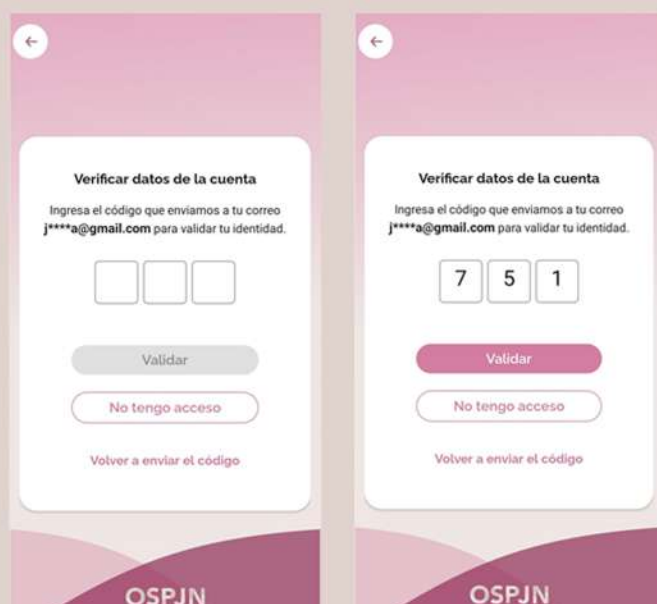 Verificar datos de la cuenta
Ingresa el código que enviamos a tu correo
j****a@gmail.com para validar tu identidad.
Validar
No tengo acceso
Volver a enviar el código
OSPJN
Verificar datos de la cuenta
Ingresa el código que enviamos a tu correo
j****a@gmail.com para validar tu identidad.
7 5 1
Validar
No tengo acceso
Volver a enviar el código
OSPJN